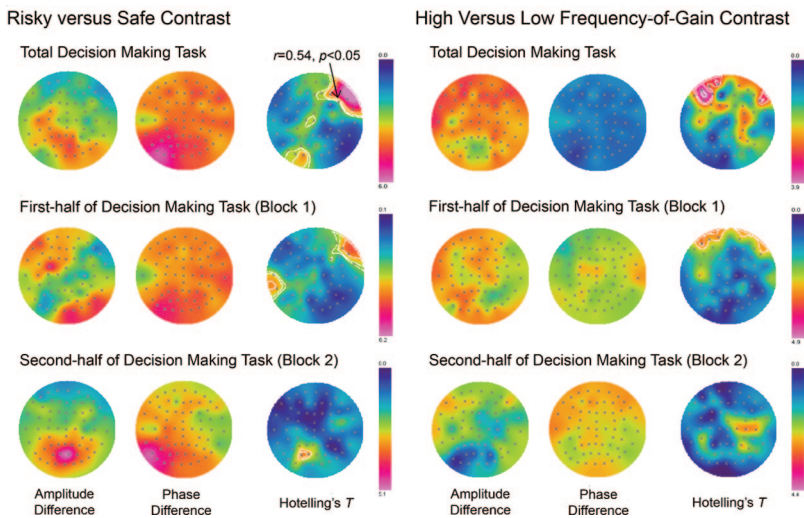 Risky versus Safe Contrast
High Versus Low Frequency-of-Gain Contrast
Total Decision Making Task
r=0.54, p<0.05
0.0
6.0
Total Decision Making Task
0.0
3.9
First-half of Decision Making Task (Block 1)
0.1
6.2
First-half of Decision Making Task (Block 1)
0.0
4.9
Second-half of Decision Making Task (Block 2)
0.0
5.1
Second-half of Decision Making Task (Block 2)
0.0
4.4
Amplitude
Difference
Phase
Difference
Hotelling's T
Amplitude
Difference
Phase
Difference
Hotelling's T